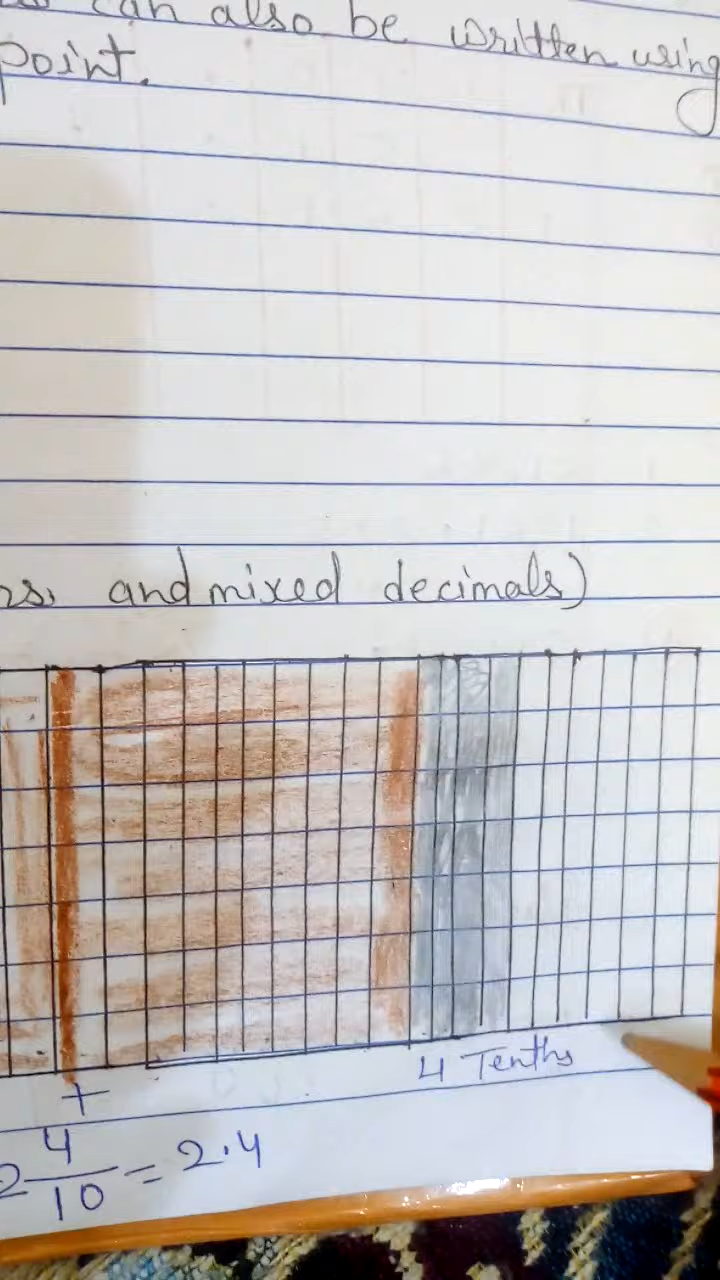 can also be written using
point.
and mixed decimals)
4 Tenths
+
2 4/10 = 2.4